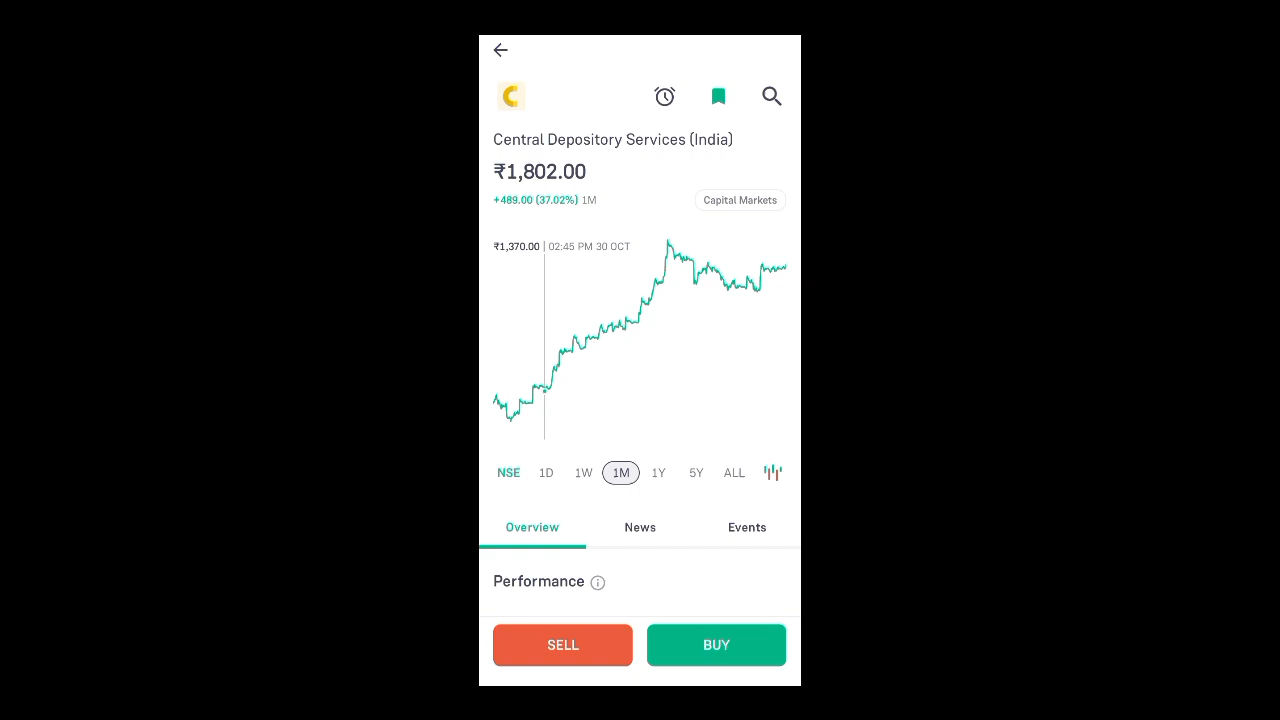 Central Depository Services (India)
₹1,802.00
+489.00 (37.02%) 1M
Capital Markets
₹1,370.00 | 02:45 PM 30 OCT
NSE 1D 1W 1M 1Y 5Y ALL
Overview News Events
Performance
SELL BUY